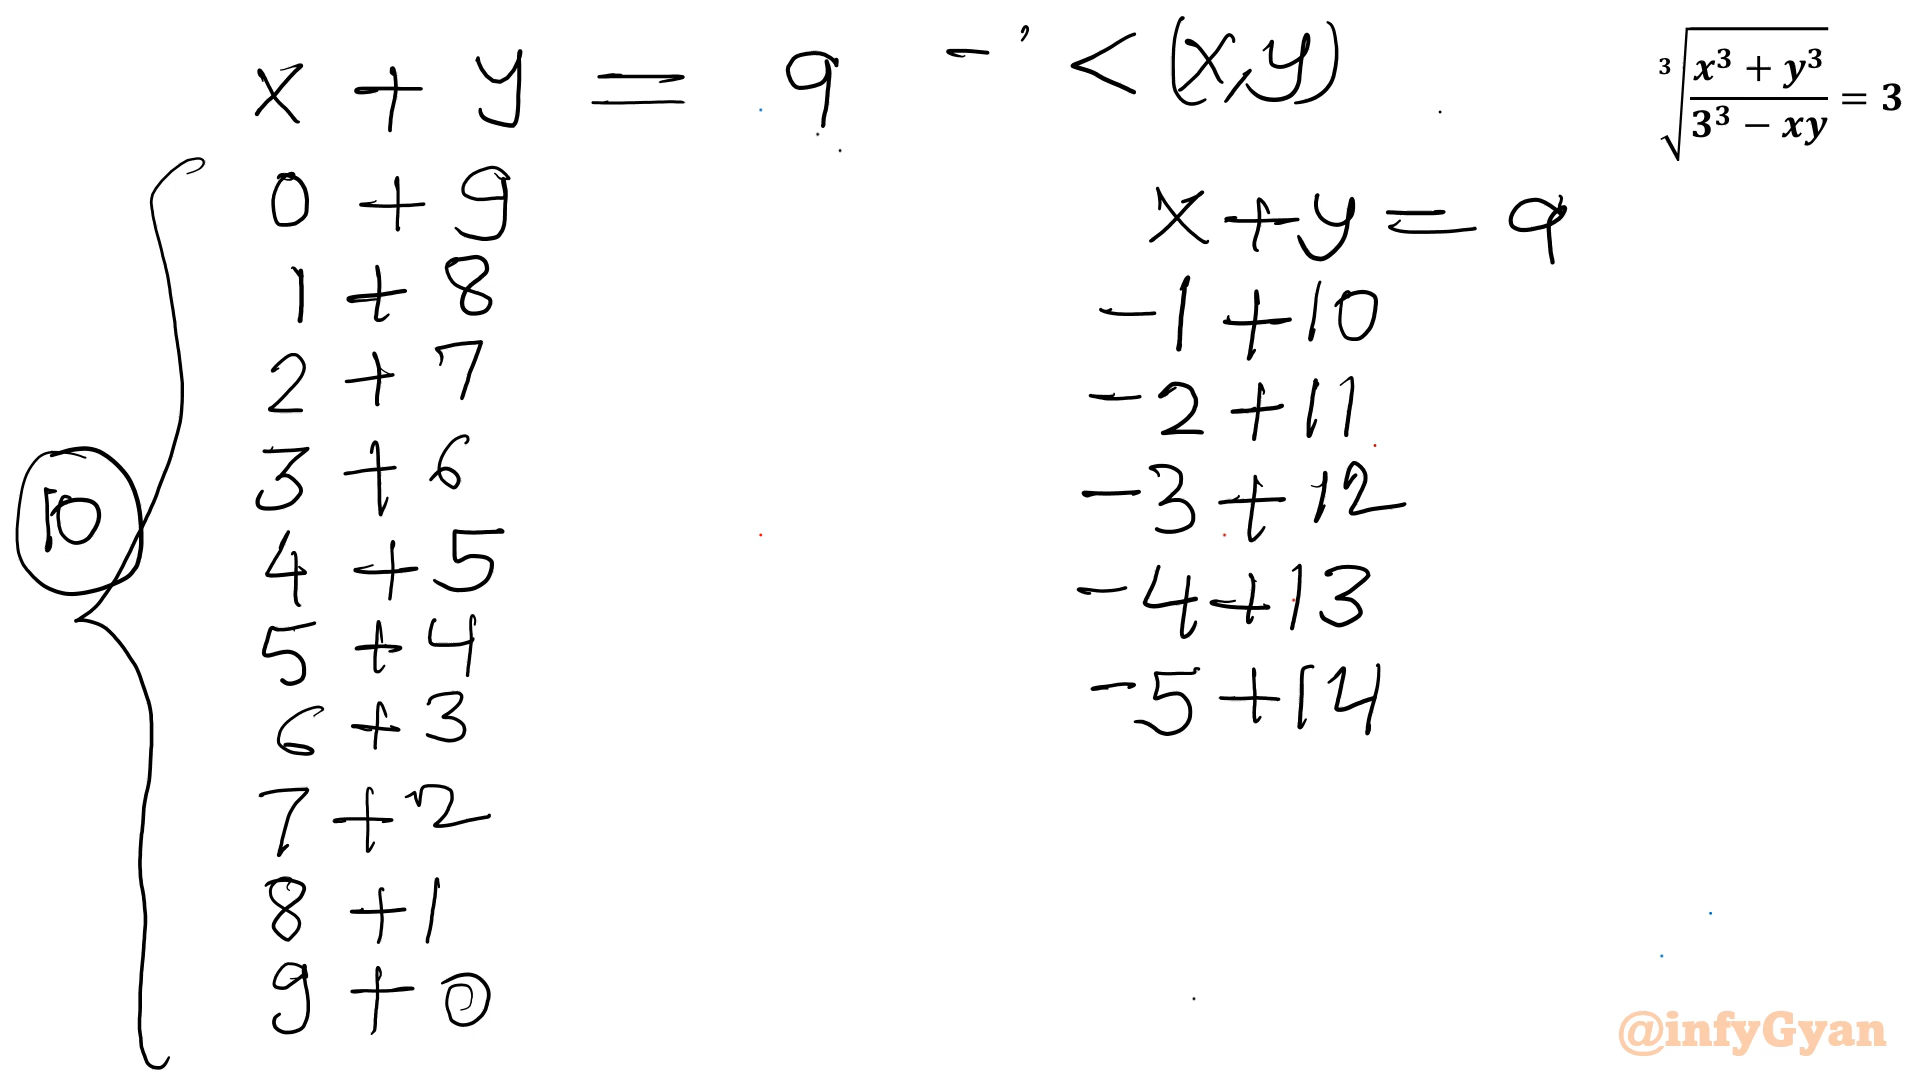 x + y = 9
0 + 9
1 + 8
2 + 7
3 + 6
4 + 5
5 + 4
6 + 3
7 + 2
8 + 1
9 + 0
10
- ' < (x,y)
x + y = 9
-1 + 10
-2 + 11
-3 + 12
-4 + 13
-5 + 14
∛((x³ + y³)/(3³ − xy)) = 3
@infyGyan